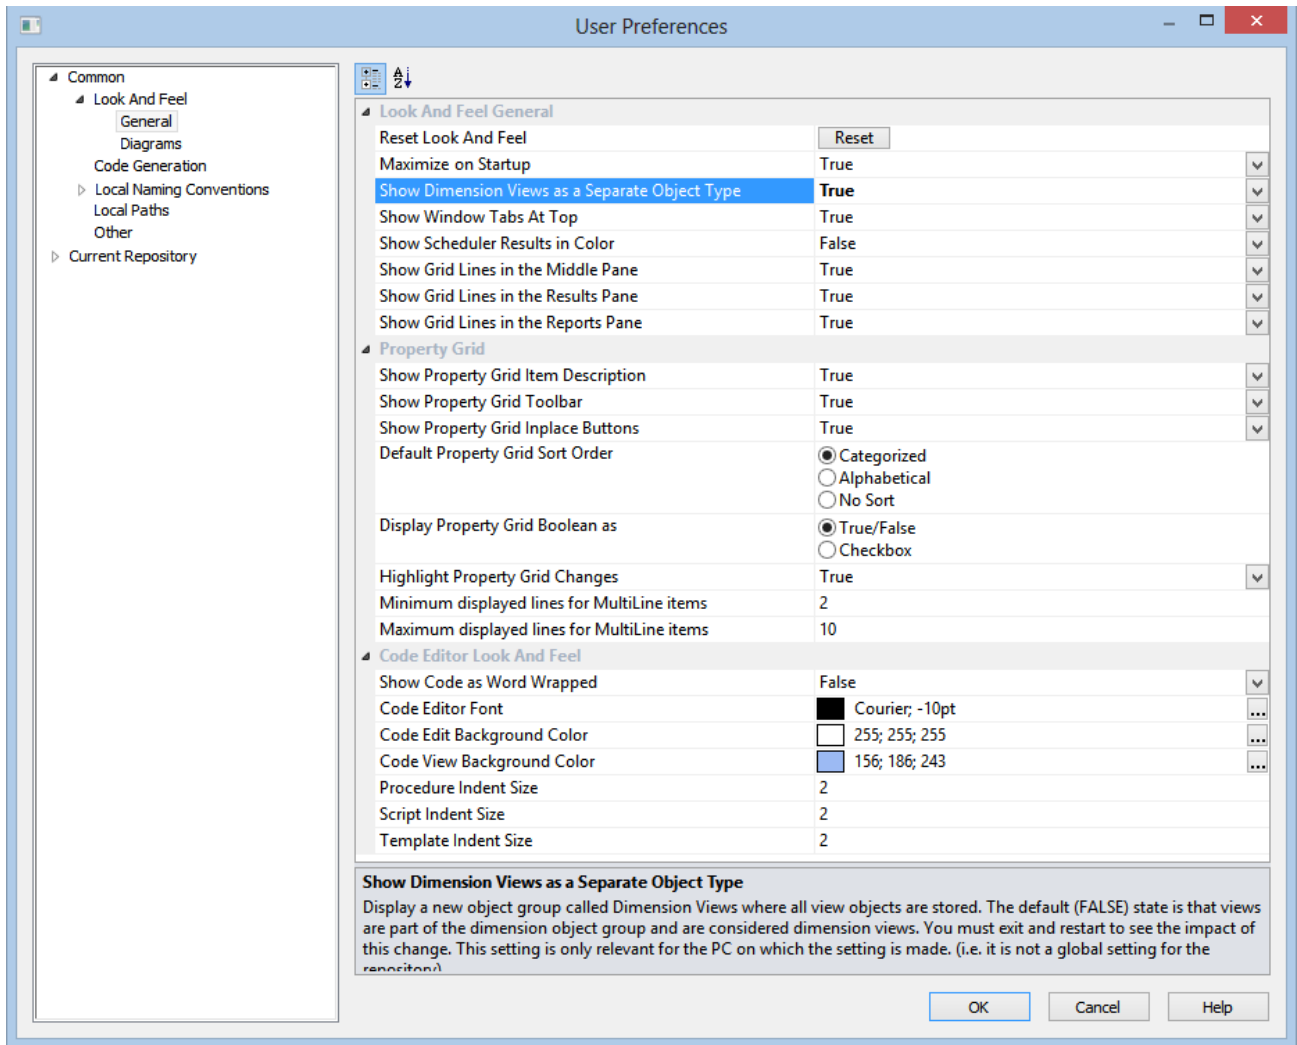 User Preferences
Common
Look And Feel
General
Diagrams
Code Generation
Local Naming Conventions
Local Paths
Other
Current Repository
Look And Feel General
Reset Look And Feel Reset
Maximize on Startup True
Show Dimension Views as a Separate Object Type True
Show Window Tabs At Top True
Show Scheduler Results in Color False
Show Grid Lines in the Middle Pane True
Show Grid Lines in the Results Pane True
Show Grid Lines in the Reports Pane True
Property Grid
Show Property Grid Item Description True
Show Property Grid Toolbar True
Show Property Grid Inplace Buttons True
Default Property Grid Sort Order Categorized
Alphabetical
No Sort
Display Property Grid Boolean as True/False
Checkbox
Highlight Property Grid Changes True
Minimum displayed lines for MultiLine items 2
Maximum displayed lines for MultiLine items 10
Code Editor Look And Feel
Show Code as Word Wrapped False
Code Editor Font Courier; -10pt ...
Code Edit Background Color 255; 255; 255 ...
Code View Background Color 156; 186; 243 ...
Procedure Indent Size 2
Script Indent Size 2
Template Indent Size 2
Show Dimension Views as a Separate Object Type
Display a new object group called Dimension Views where all view objects are stored. The default (FALSE) state is that views
are part of the dimension object group and are considered dimension views. You must exit and restart to see the impact of
this change. This setting is only relevant for the PC on which the setting is made. (i.e. it is not a global setting for the
repository)
OK Cancel Help